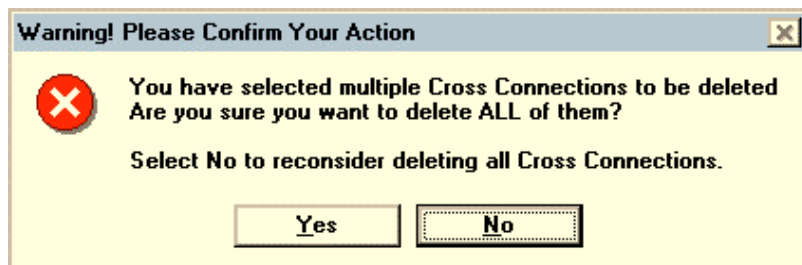 Warning! Please Confirm Your Action
You have selected multiple Cross Connections to be deleted
Are you sure you want to delete ALL of them?
Select No to reconsider deleting all Cross Connections.
Yes
No